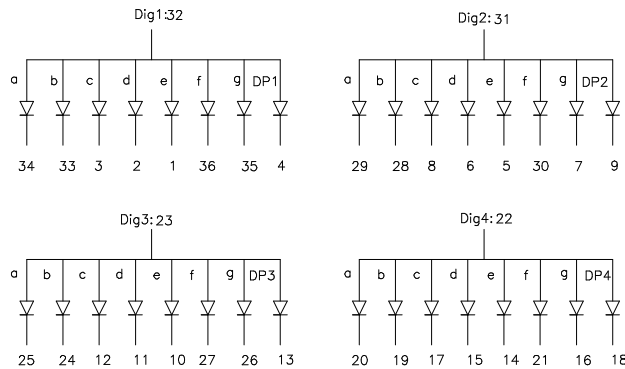 Dig1:32
Dig2:31
a b c d e f g DP1
a b c d e f g DP2
34 33 3 2 1 36 35 4
29 28 8 6 5 30 7 9
Dig3:23
Dig4:22
a b c d e f g DP3
a b c d e f g DP4
25 24 12 11 10 27 26 13
20 19 17 15 14 21 16 18